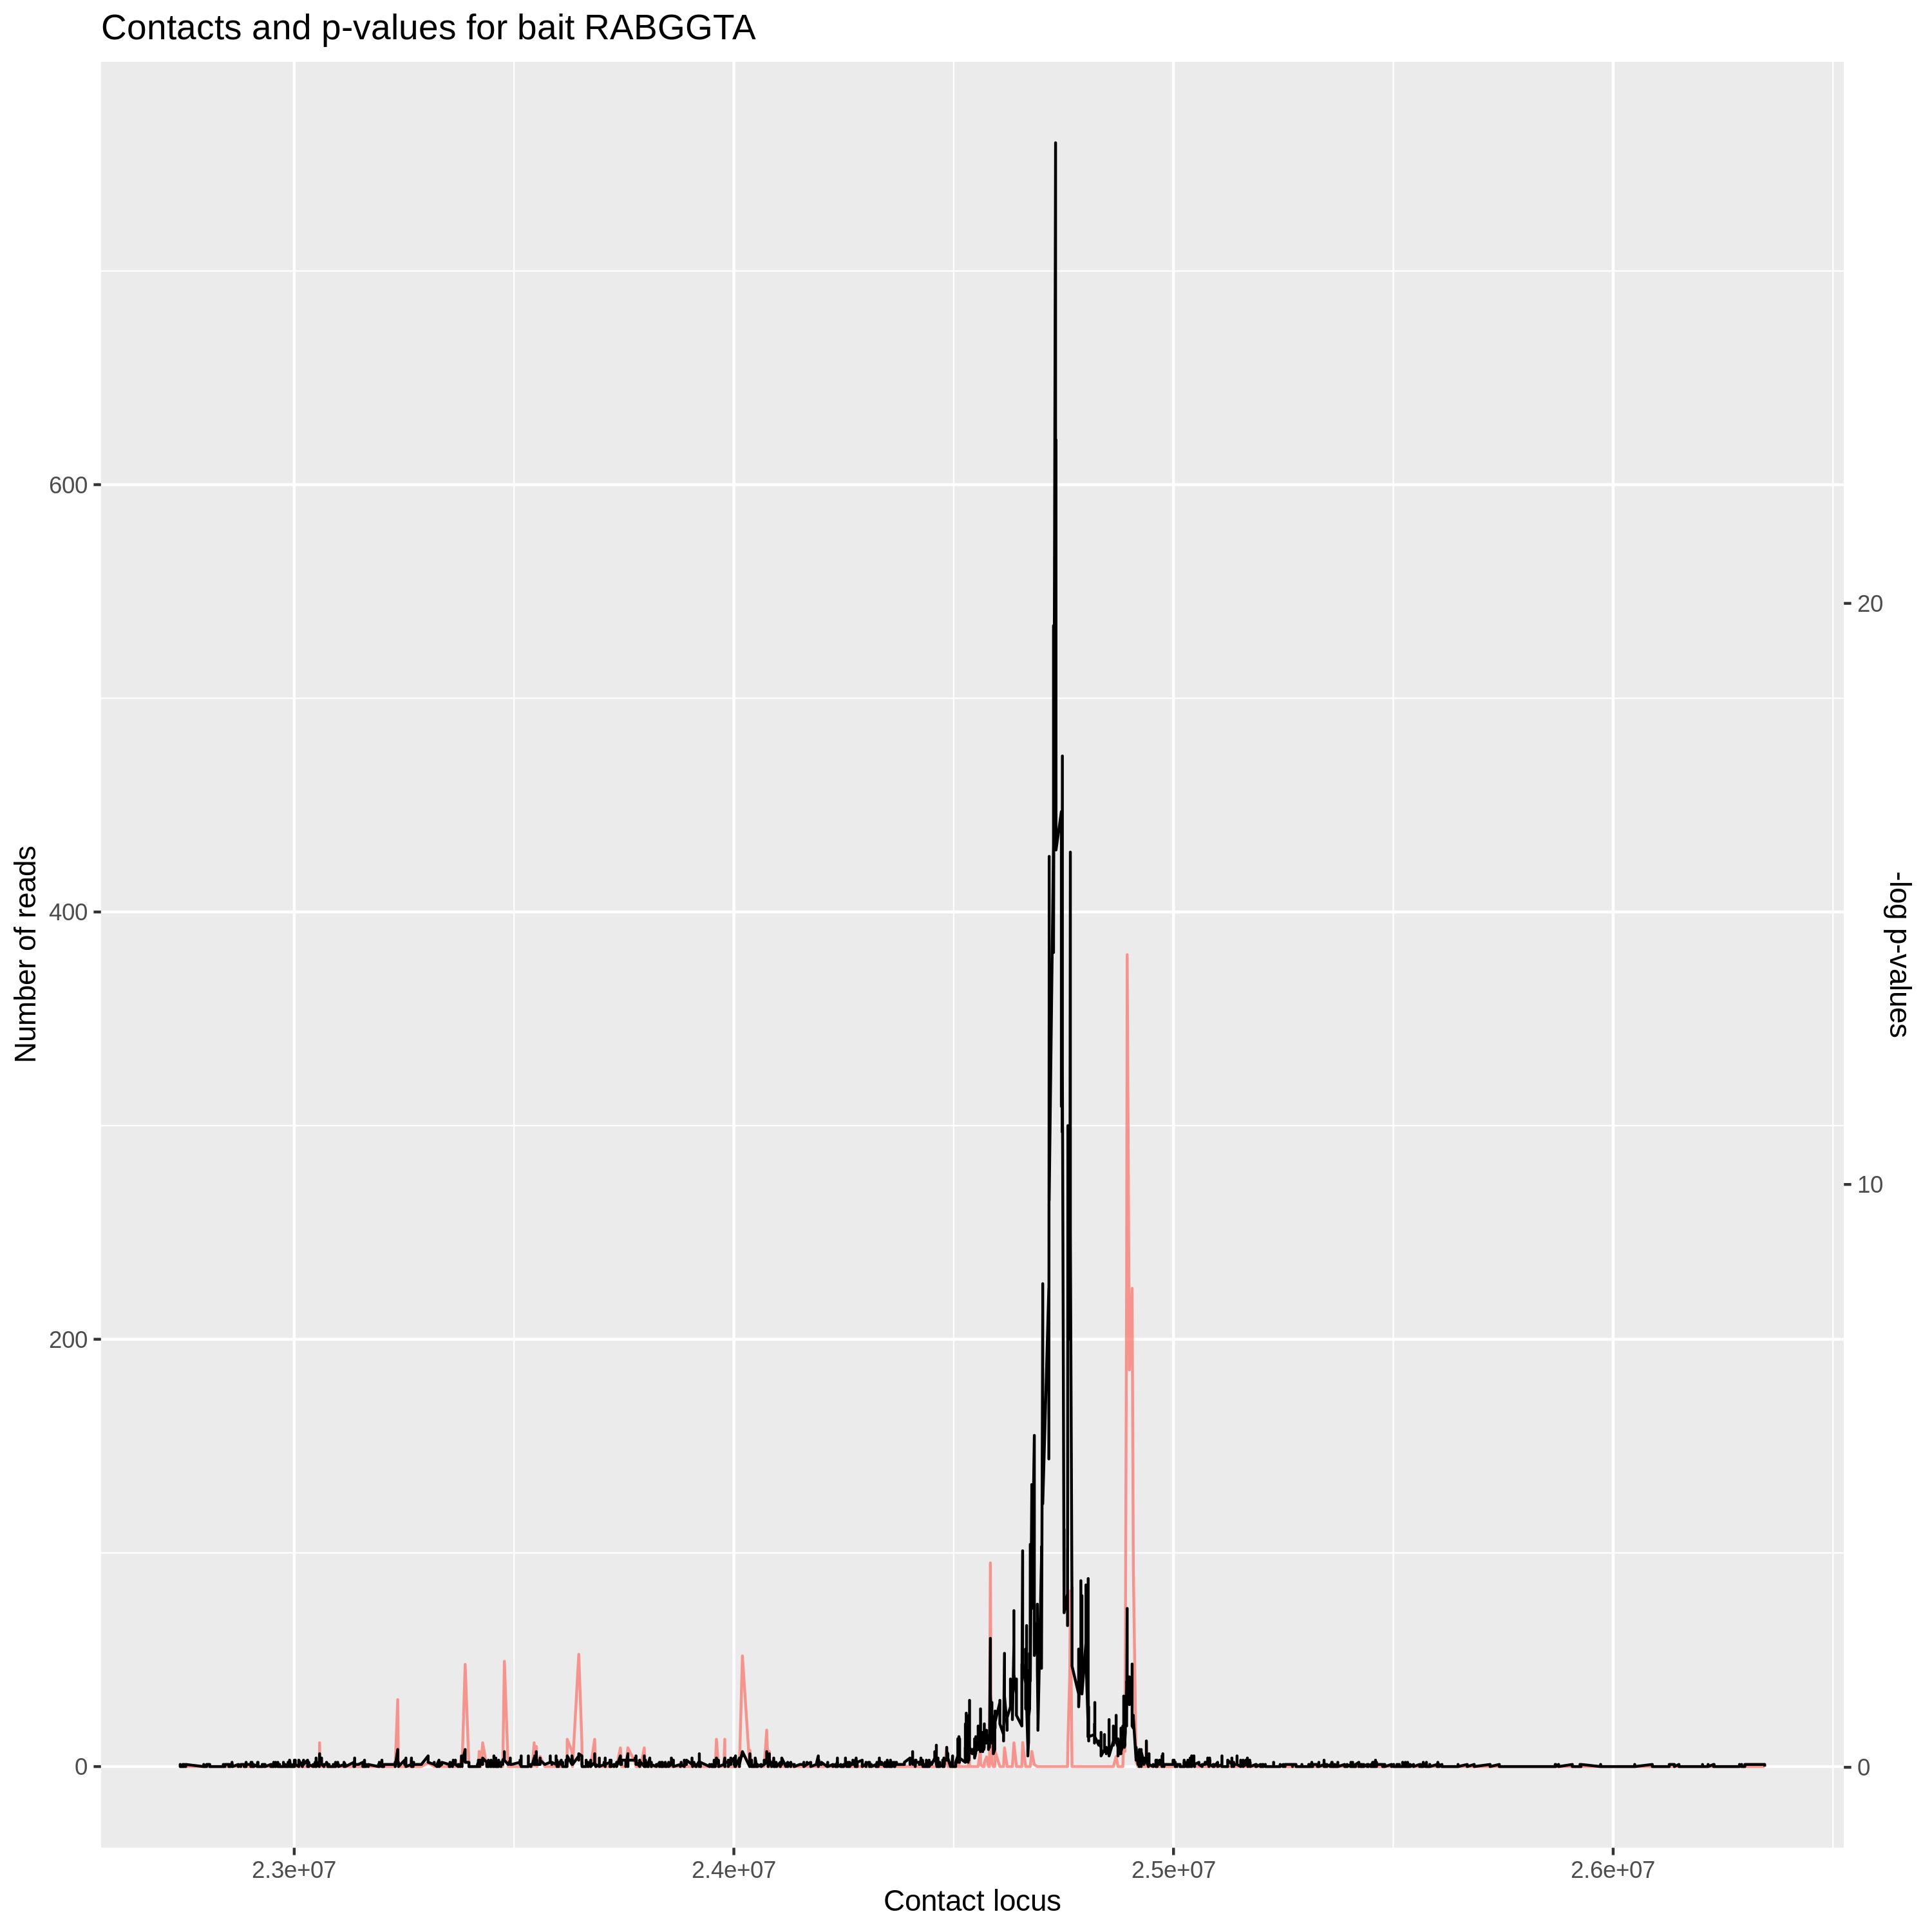 Contacts and p-values for bait RABGGTA
Number of reads
600
400
200
0
20
10
0
-log p-values
2.3e+07
2.4e+07
2.5e+07
2.6e+07
Contact locus